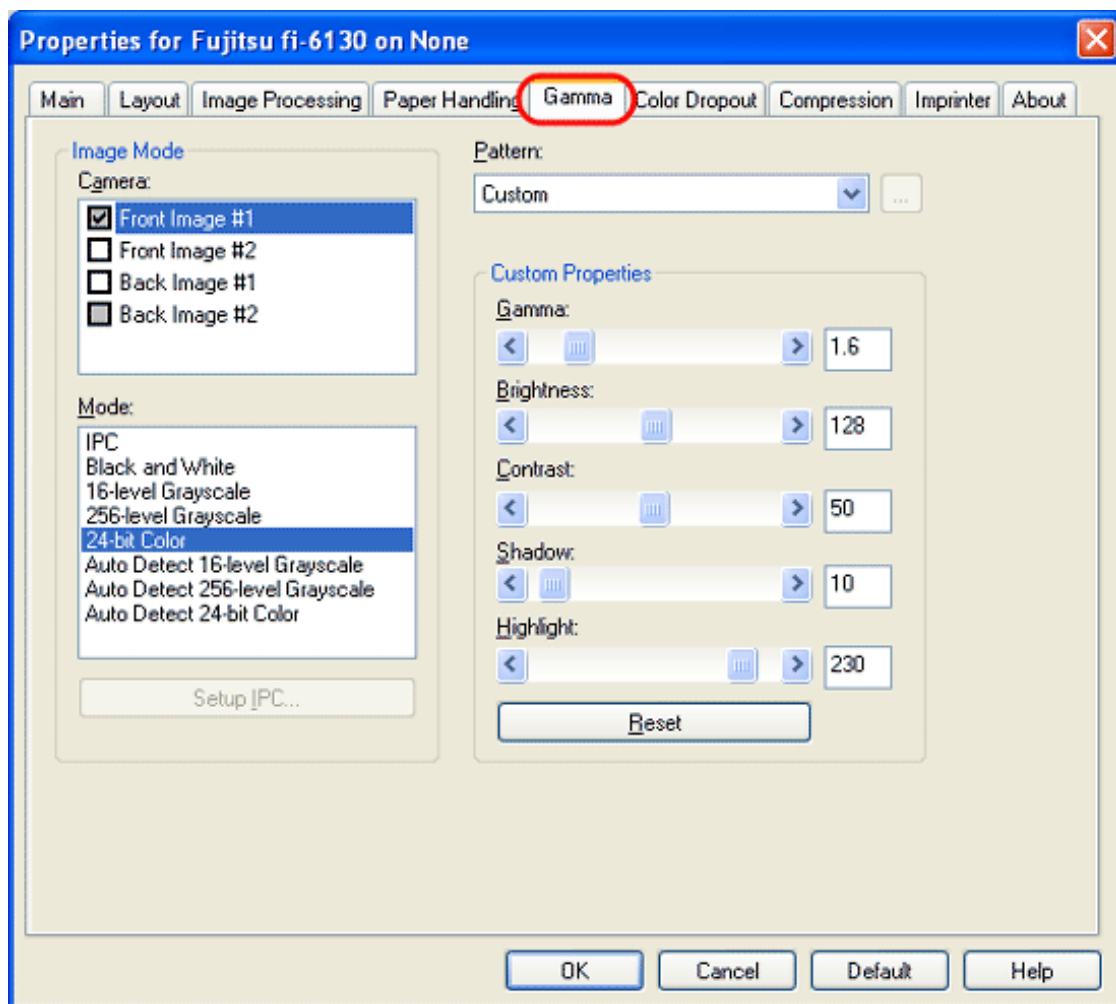 Properties for Fujitsu fi-6130 on None
Main Layout Image Processing Paper Handling Gamma Color Dropout Compression Imprinter About
Image Mode
Camera:
Front Image #1
Front Image #2
Back Image #1
Back Image #2
Mode:
IPC
Black and White
16-level Grayscale
256-level Grayscale
24-bit Color
Auto Detect 16-level Grayscale
Auto Detect 256-level Grayscale
Auto Detect 24-bit Color
Setup IPC...
Pattern:
Custom
...
Custom Properties
Gamma:
1.6
Brightness:
128
Contrast:
50
Shadow:
10
Highlight:
230
Reset
OK Cancel Default Help